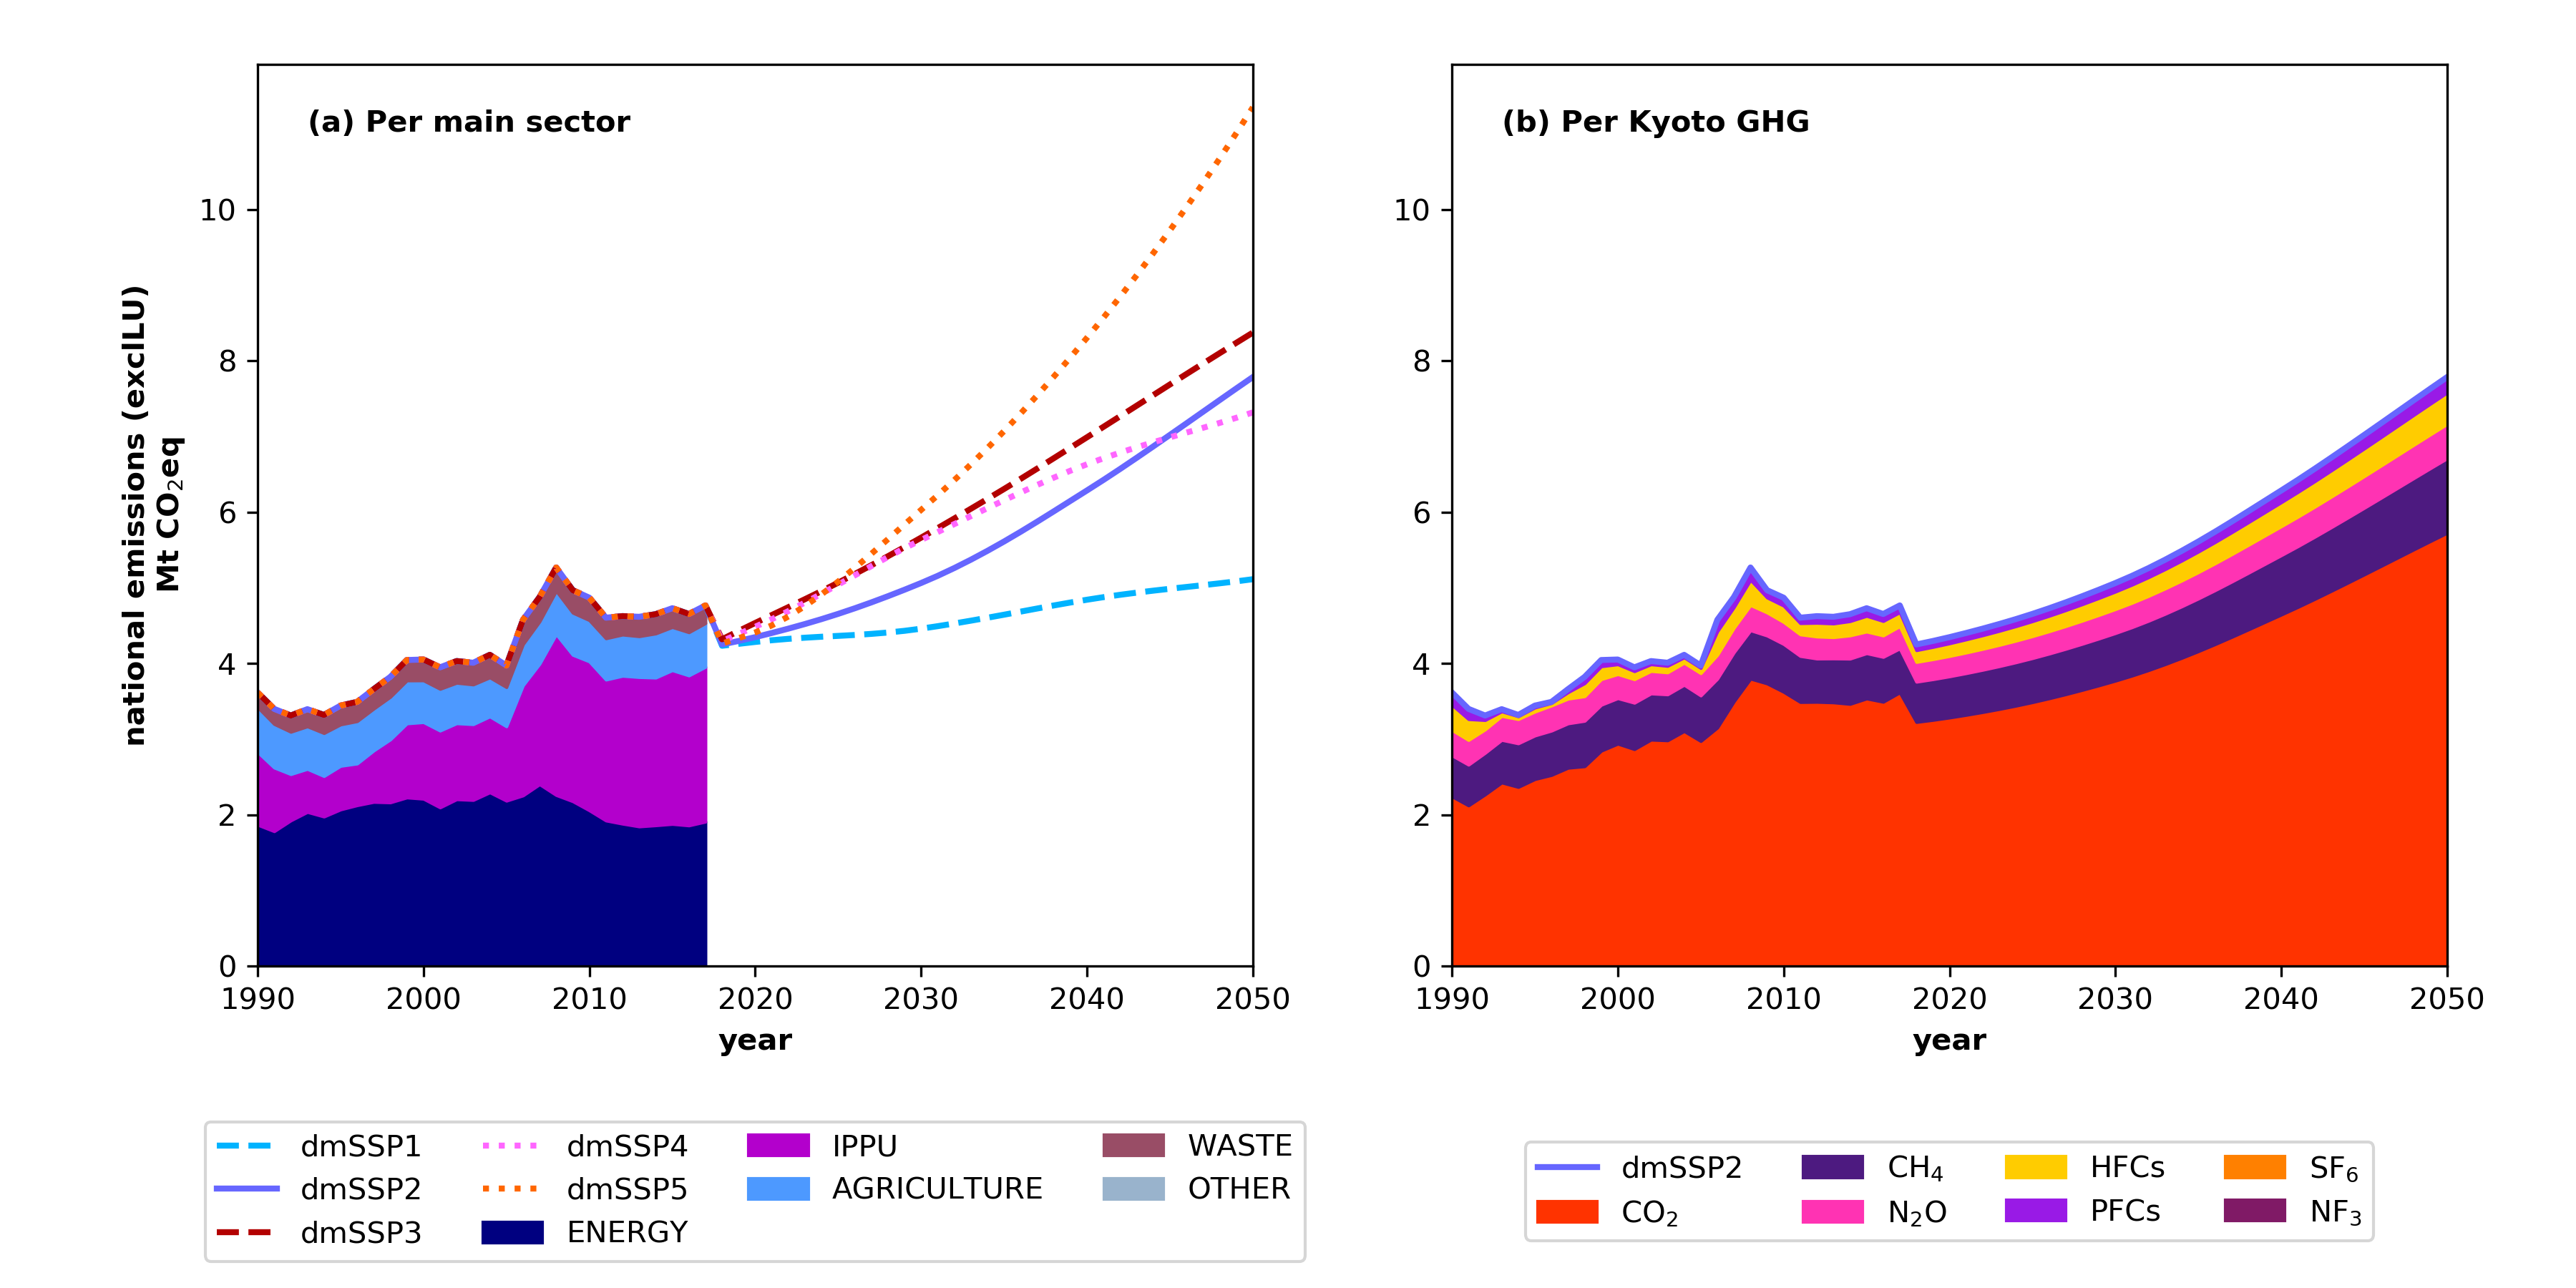 (a) Per main sector
national emissions (exclLU)
Mt CO₂eq
10
8
6
4
2
0
1990 2000 2010 2020 2030 2040 2050
year
dmSSP1 dmSSP4 IPPU WASTE
dmSSP2 dmSSP5 AGRICULTURE OTHER
dmSSP3 ENERGY
(b) Per Kyoto GHG
10
8
6
4
2
0
1990 2000 2010 2020 2030 2040 2050
year
dmSSP2 CH₄ HFCs SF₆
CO₂ N₂O PFCs NF₃